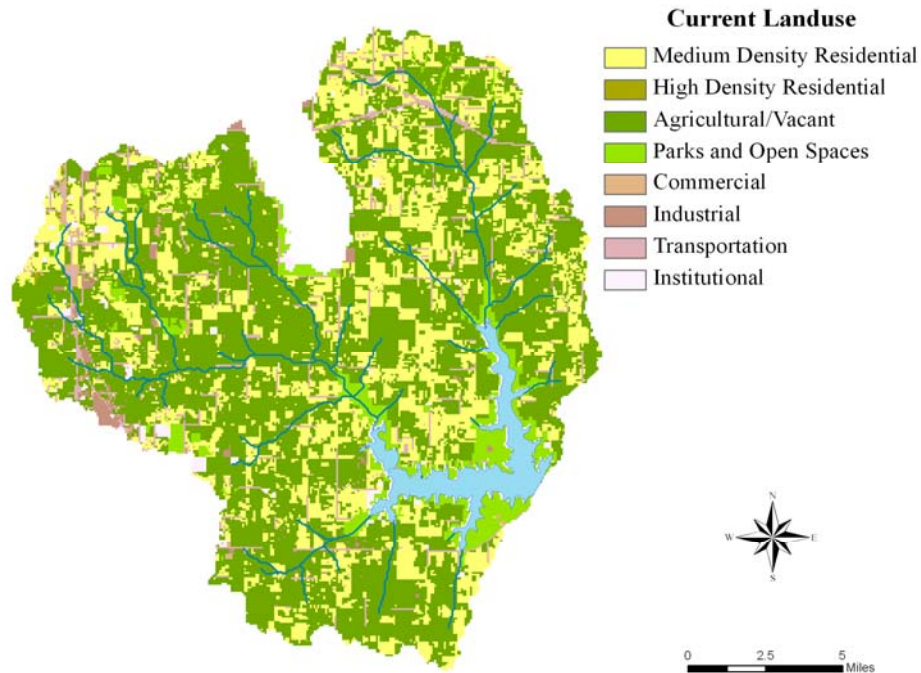 Current Landuse
Medium Density Residential
High Density Residential
Agricultural/Vacant
Parks and Open Spaces
Commercial
Industrial
Transportation
Institutional
N
W E
S
0 2.5 5
Miles